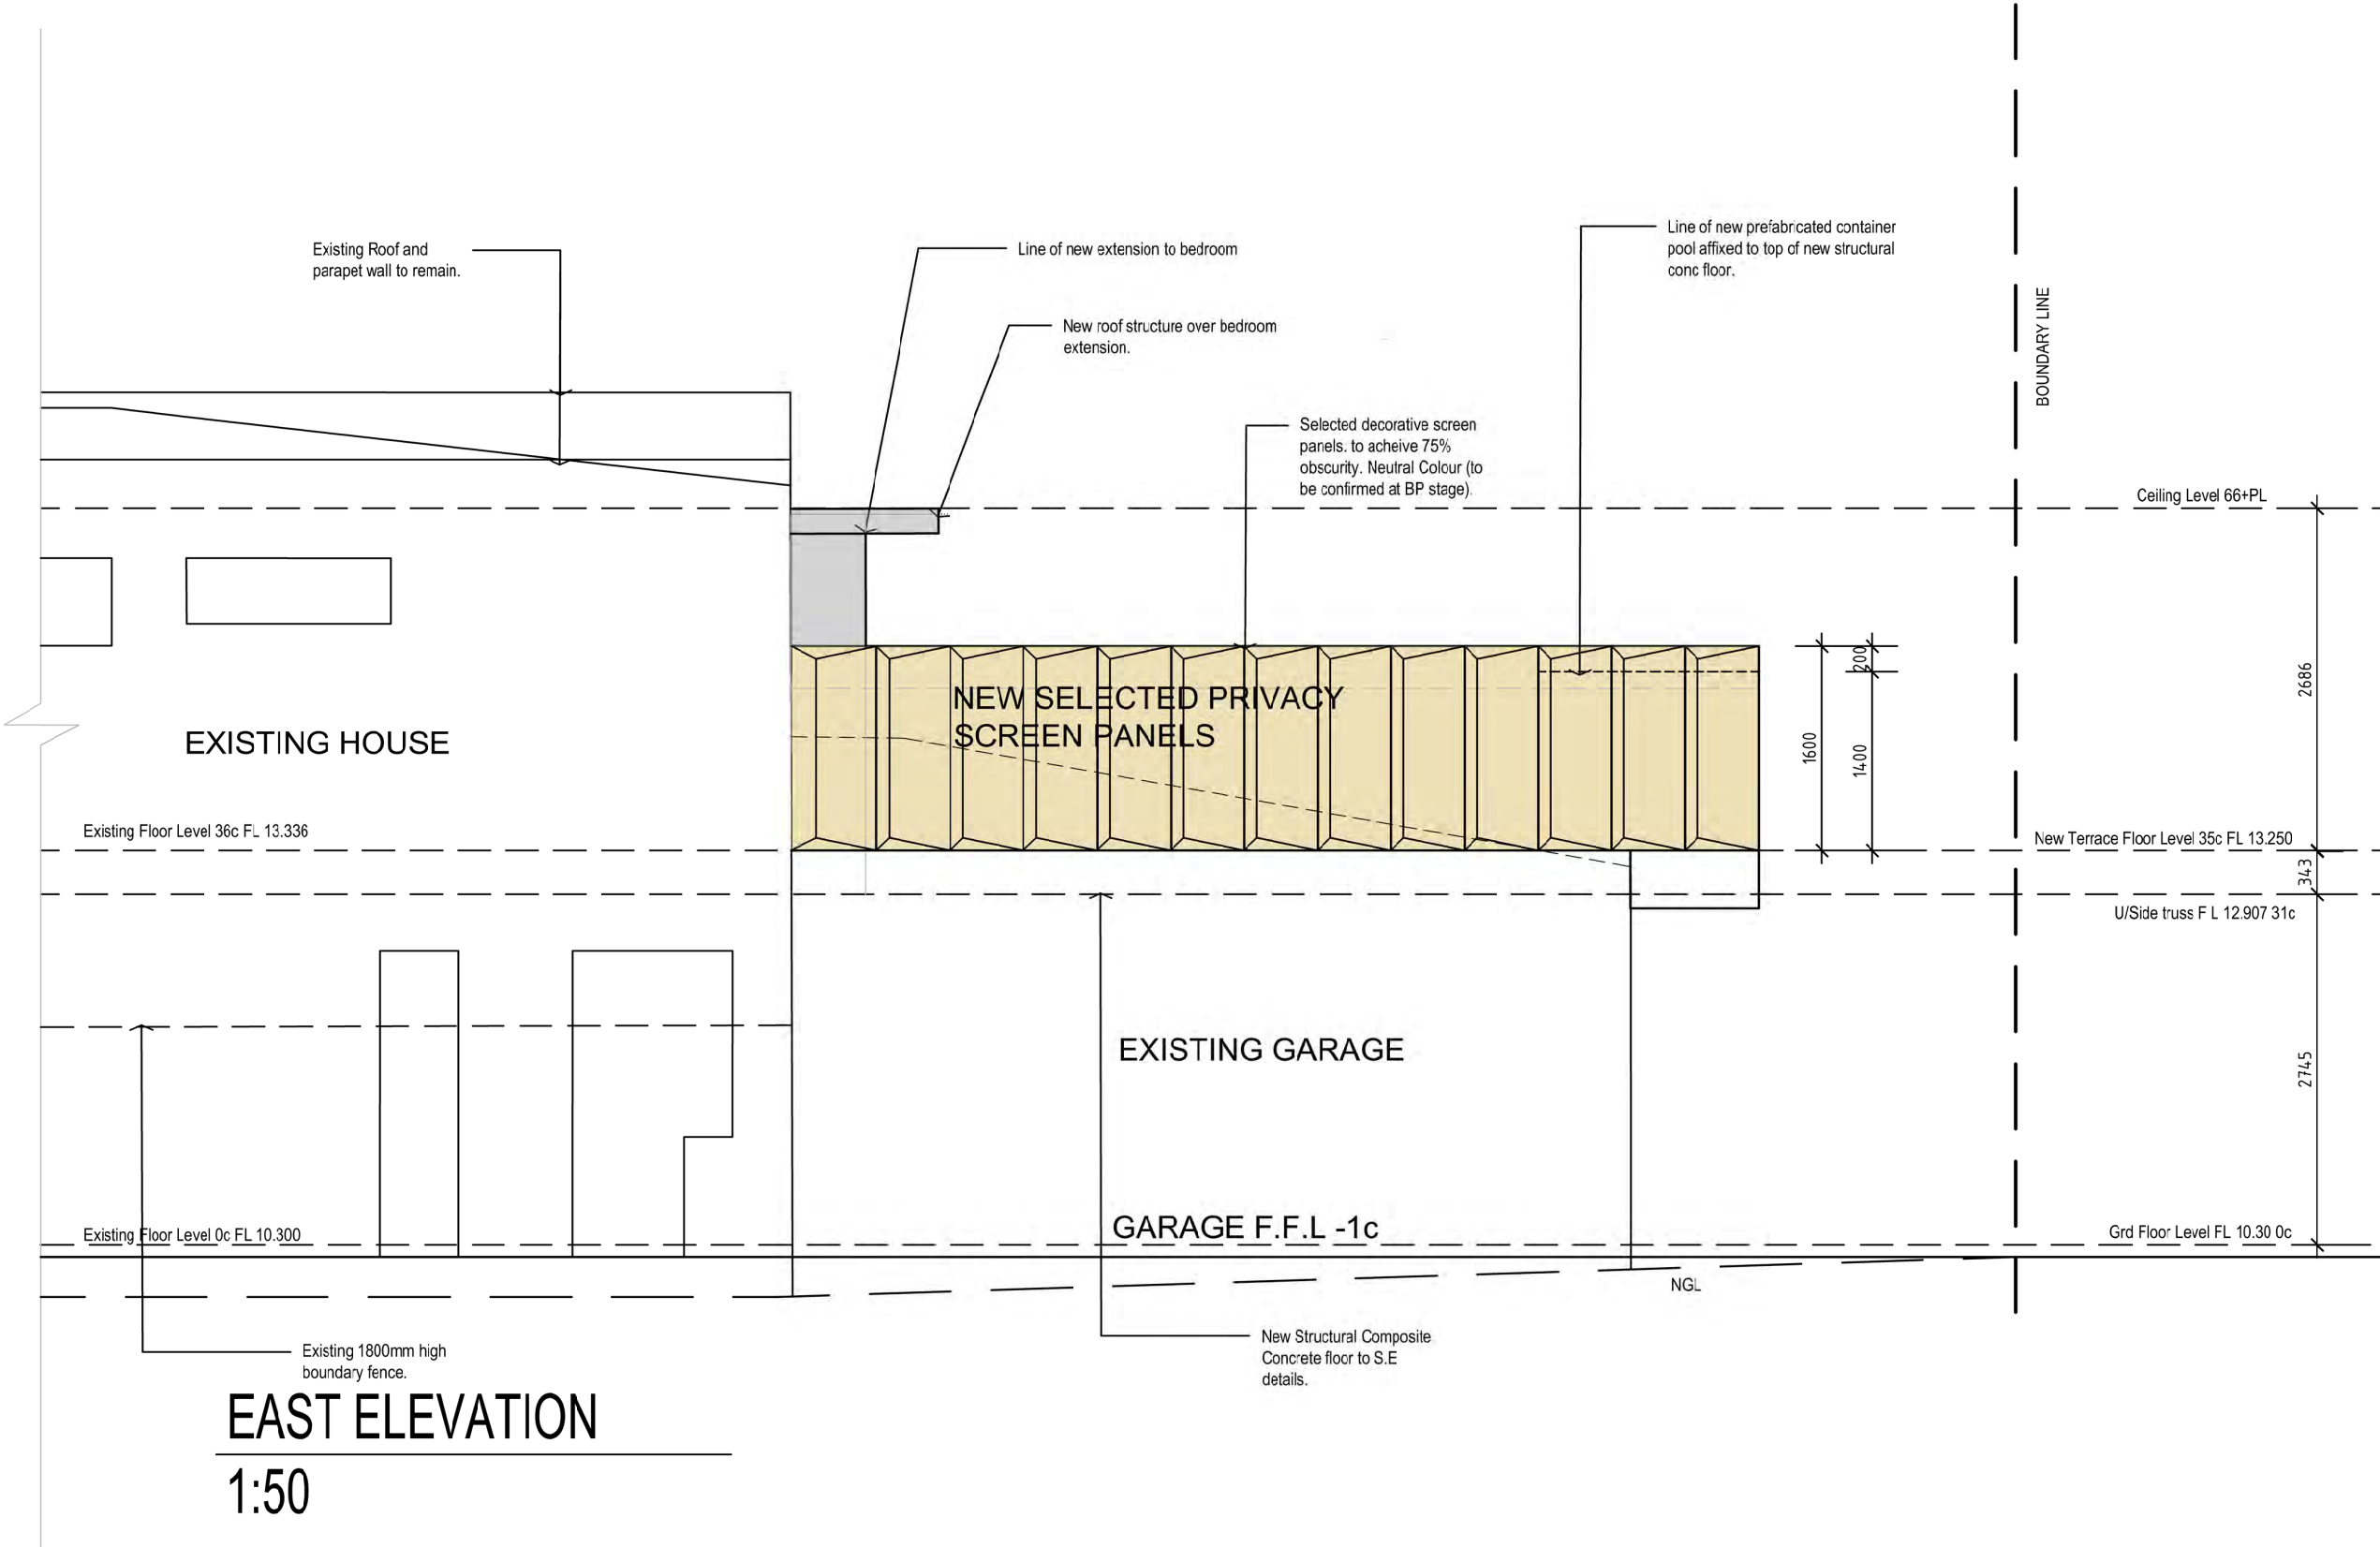 Existing Roof and
parapet wall to remain.
Line of new extension to bedroom
New roof structure over bedroom
extension.
Line of new prefabricated container
pool affixed to top of new structural
conc floor.
BOUNDARY LINE
Selected decorative screen
panels. to acheive 75%
obscurity. Neutral Colour (to
be confirmed at BP stage).
Ceiling Level 66+PL
NEW SELECTED PRIVACY
SCREEN PANELS
EXISTING HOUSE
200
1600
1400
2686
Existing Floor Level 36c FL 13.336
New Terrace Floor Level 35c FL 13.250
343
U/Side truss F L 12.907 31c
EXISTING GARAGE
2745
GARAGE F.F.L -1c
Existing Floor Level 0c FL 10.300
Grd Floor Level FL 10.30 0c
NGL
Existing 1800mm high
boundary fence.
New Structural Composite
Concrete floor to S.E
details.
EAST ELEVATION
1:50